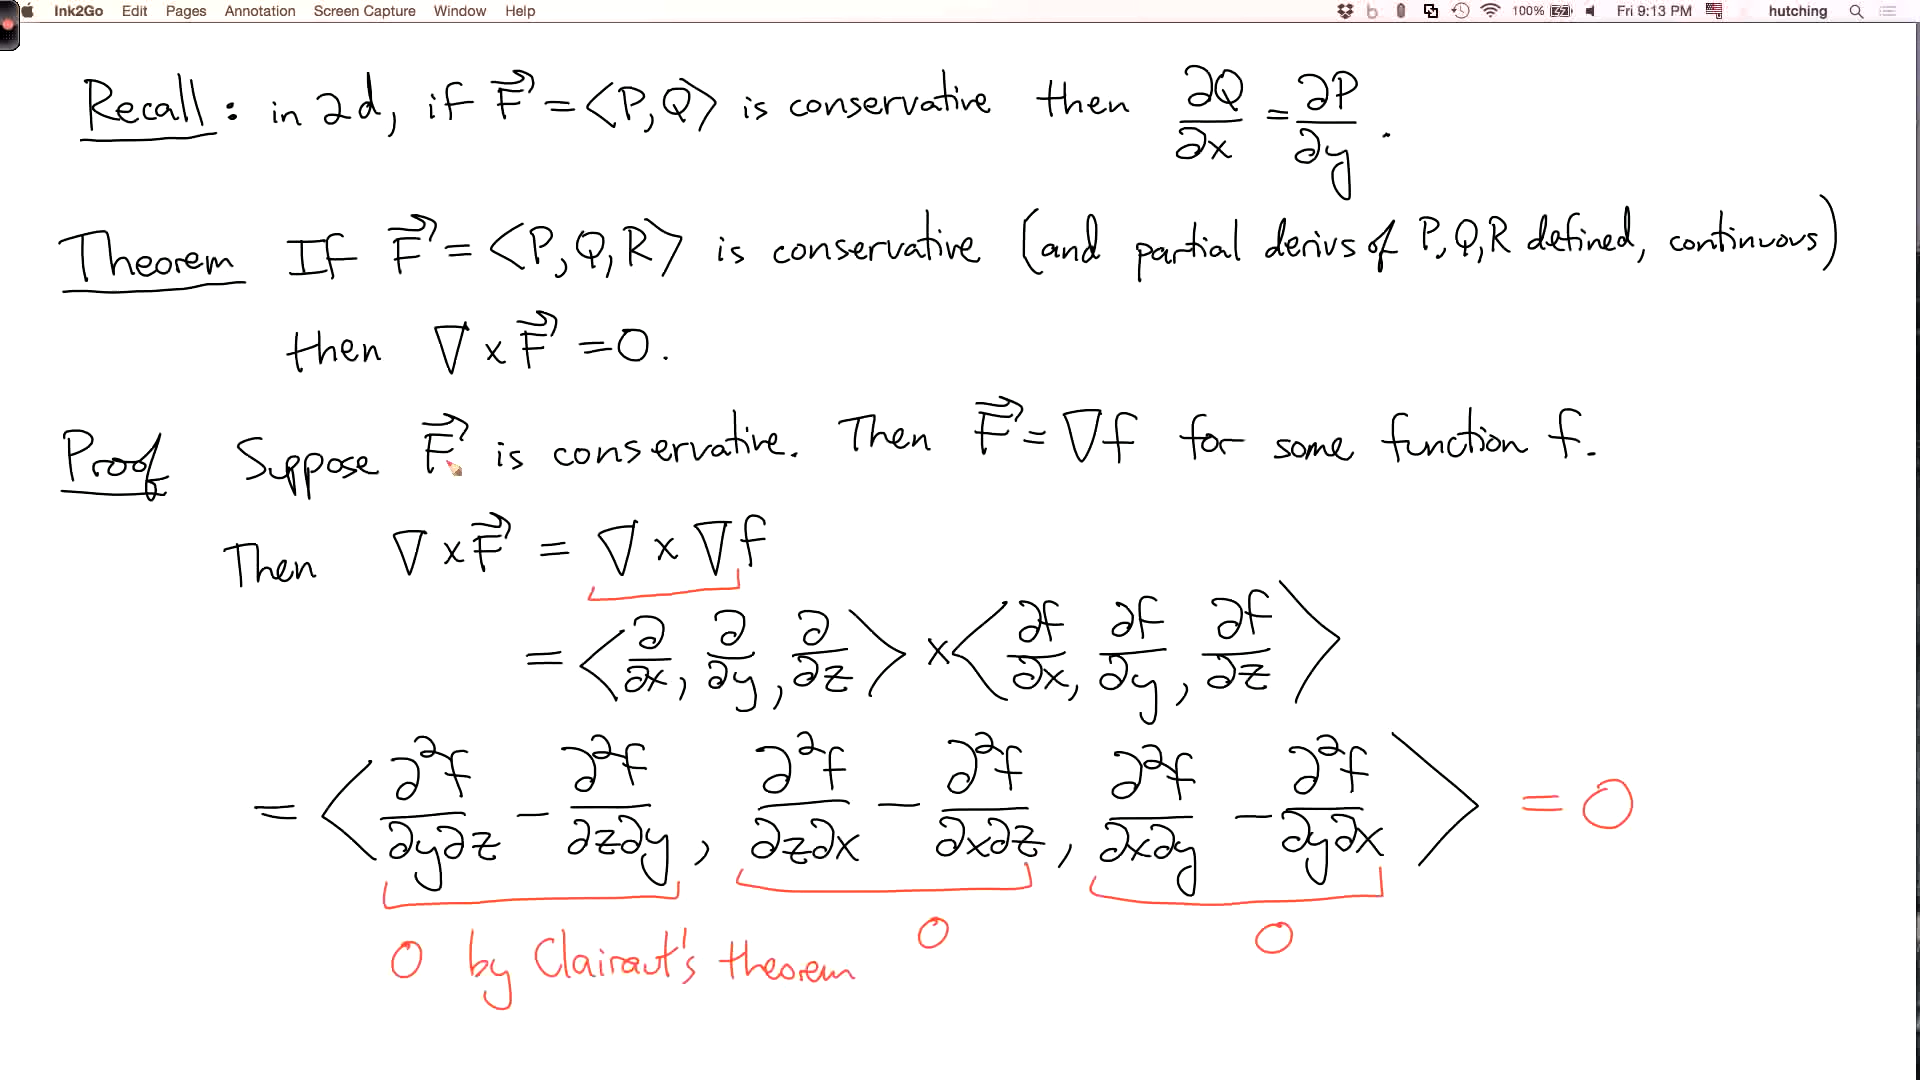 Ink2Go Edit Pages Annotation Screen Capture Window Help 100% Fri 9:13 PM hutching
Recall: in 2d, if F⃗ = <P, Q> is conservative then ∂Q/∂x = ∂P/∂y.
Theorem If F⃗ = <P, Q, R> is conservative (and partial derivs of P, Q, R defined, continuous)
then ∇ × F⃗ = 0.
Proof Suppose F⃗ is conservative. Then F⃗ = ∇f for some function f.
Then ∇ × F⃗ = ∇ × ∇f
= <∂/∂x, ∂/∂y, ∂/∂z> × <∂f/∂x, ∂f/∂y, ∂f/∂z>
= <∂²f/∂y∂z − ∂²f/∂z∂y, ∂²f/∂z∂x − ∂²f/∂x∂z, ∂²f/∂x∂y − ∂²f/∂y∂x> = 0
0 by Clairaut's theorem 0 0